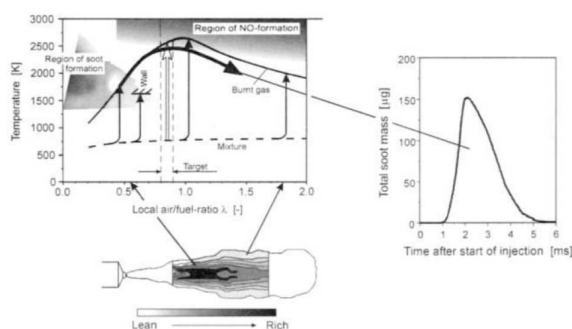 3000
2500
2000
1500
1000
500
0
Temperature
[K]
Region of NO-formation
Region of soot
formation
Wall
Burnt gas
Mixture
Target
0.0
0.5
1.0
1.5
2.0
Local air/fuel-ratio λ [-]
Lean
Rich
200
150
100
50
0
Total soot mass [µg]
0 1 2 3 4 5 6
Time after start of injection [ms]